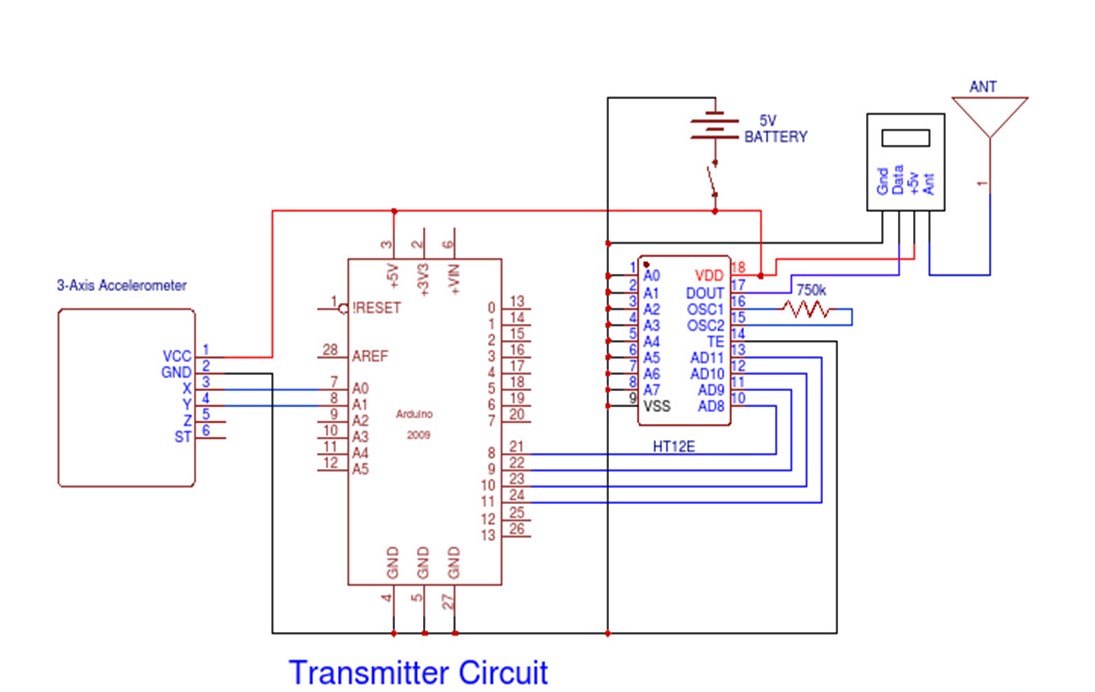 ANT
5V
BATTERY
Gnd
Data
+5v
Ant
1
3
2
6
+5V
+3V3
+VIN
3-Axis Accelerometer
VCC 1
GND 2
X 3
Y 4
Z 5
ST 6
1 !RESET
28 AREF
7 A0
8 A1
9 A2
10 A3
11 A4
12 A5
Arduino
2009
0 13
1 14
2 15
3 16
4 17
5 18
6 19
7 20
8 21
9 22
10 23
11 24
12 25
13 26
GND
GND
GND
4
5
27
1 A0
2 A1
3 A2
4 A3
5 A4
6 A5
7 A6
8 A7
9 VSS
VDD 18
DOUT 17
OSC1 16
OSC2 15
TE 14
AD11 13
AD10 12
AD9 11
AD8 10
750k
HT12E
Transmitter Circuit